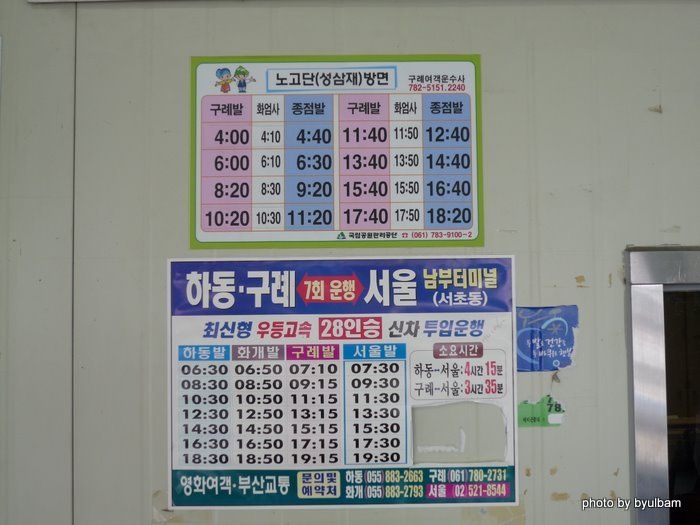 노고단(성삼재)방면
구례여객운수사
782-5151.2240
구례발 화엄사 종점발 구례발 화엄사 종점발
4:00 4:10 4:40 11:40 11:50 12:40
6:00 6:10 6:30 13:40 13:50 14:40
8:20 8:30 9:20 15:40 15:50 16:40
10:20 10:30 11:20 17:40 17:50 18:20
국립공원관리공단 ☎ (061) 783-9100~2
하동·구례 7회 운행 서울 남부터미널
(서초동)
최신형 우등고속 28인승 신차 투입운행
하동발 화개발 구례발 서울발
06:30 06:50 07:10 07:30
08:30 08:50 09:15 09:30
10:30 10:50 11:15 11:30
12:30 12:50 13:15 13:30
14:30 14:50 15:15 15:30
16:30 16:50 17:15 17:30
18:30 18:50 19:15 19:30
소요시간
하동↔서울:4시간 15분
구례↔서울:3시간 35분
영화여객·부산교통
문의 및
예약처
하동 (055) 883-2663 구례 (061) 780-2731
화개 (055) 883-2793 서울 (02) 521-8544
78
photo by byulbam